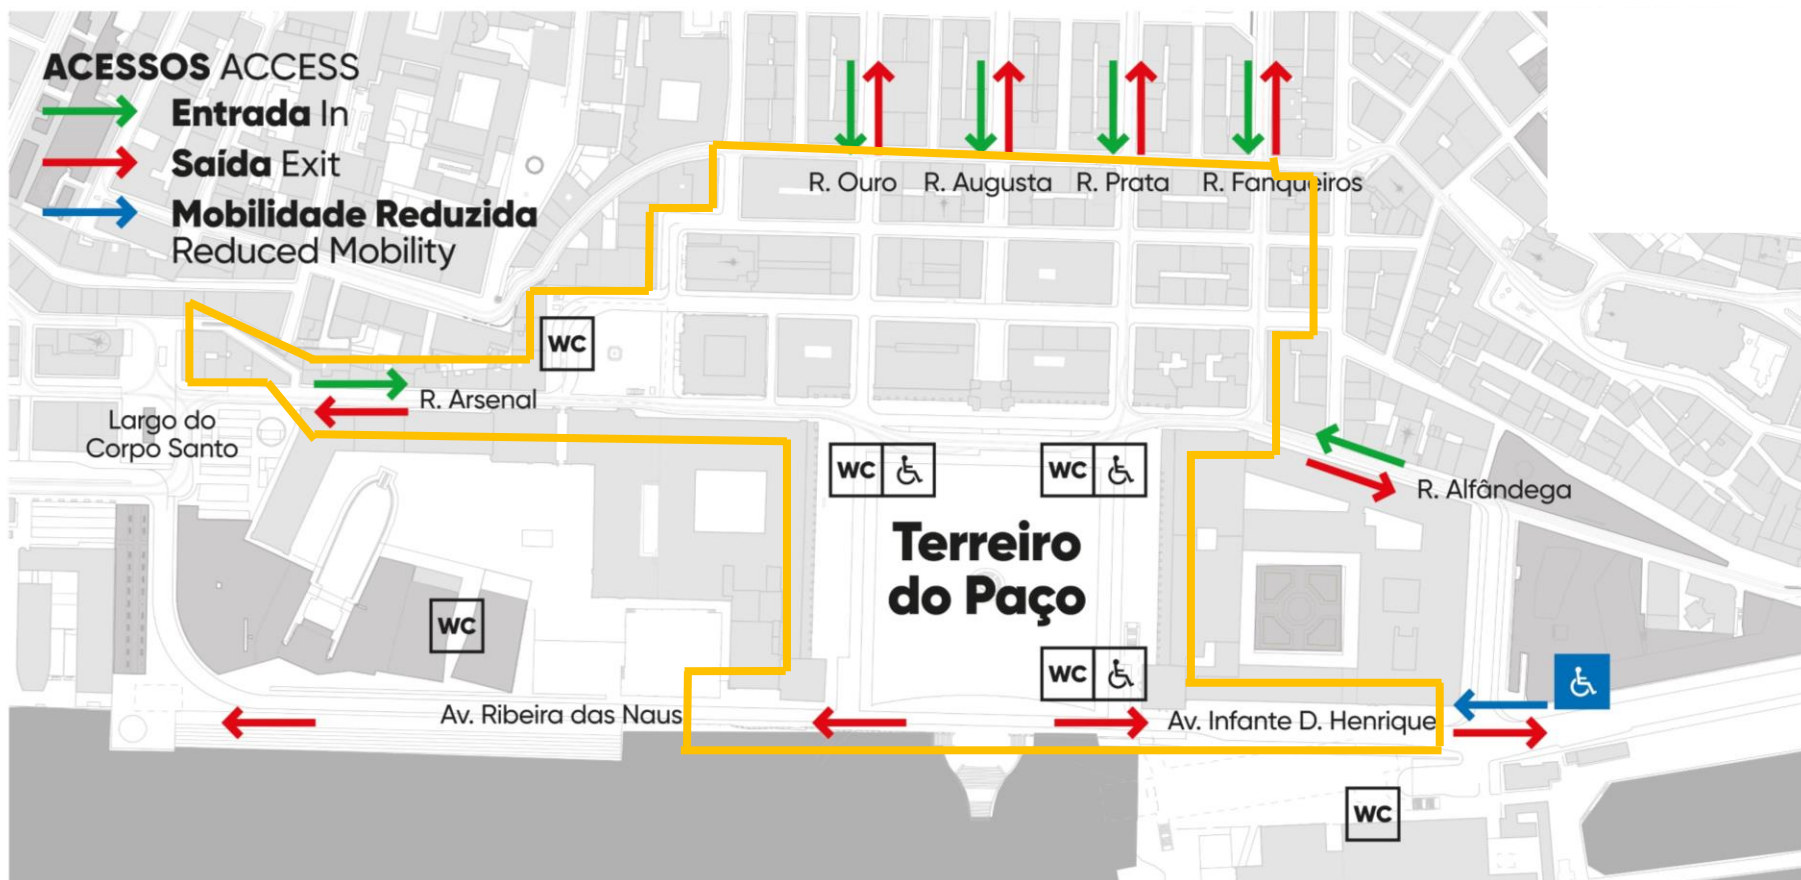 ACESSOS ACCESS
Entrada In
Saída Exit
Mobilidade Reduzida
Reduced Mobility
R. Ouro
R. Augusta
R. Prata
R. Fanqueiros
WC
R. Arsenal
Largo do
Corpo Santo
WC
WC
R. Alfândega
Terreiro
do Paço
WC
WC
Av. Ribeira das Naus
Av. Infante D. Henrique
WC